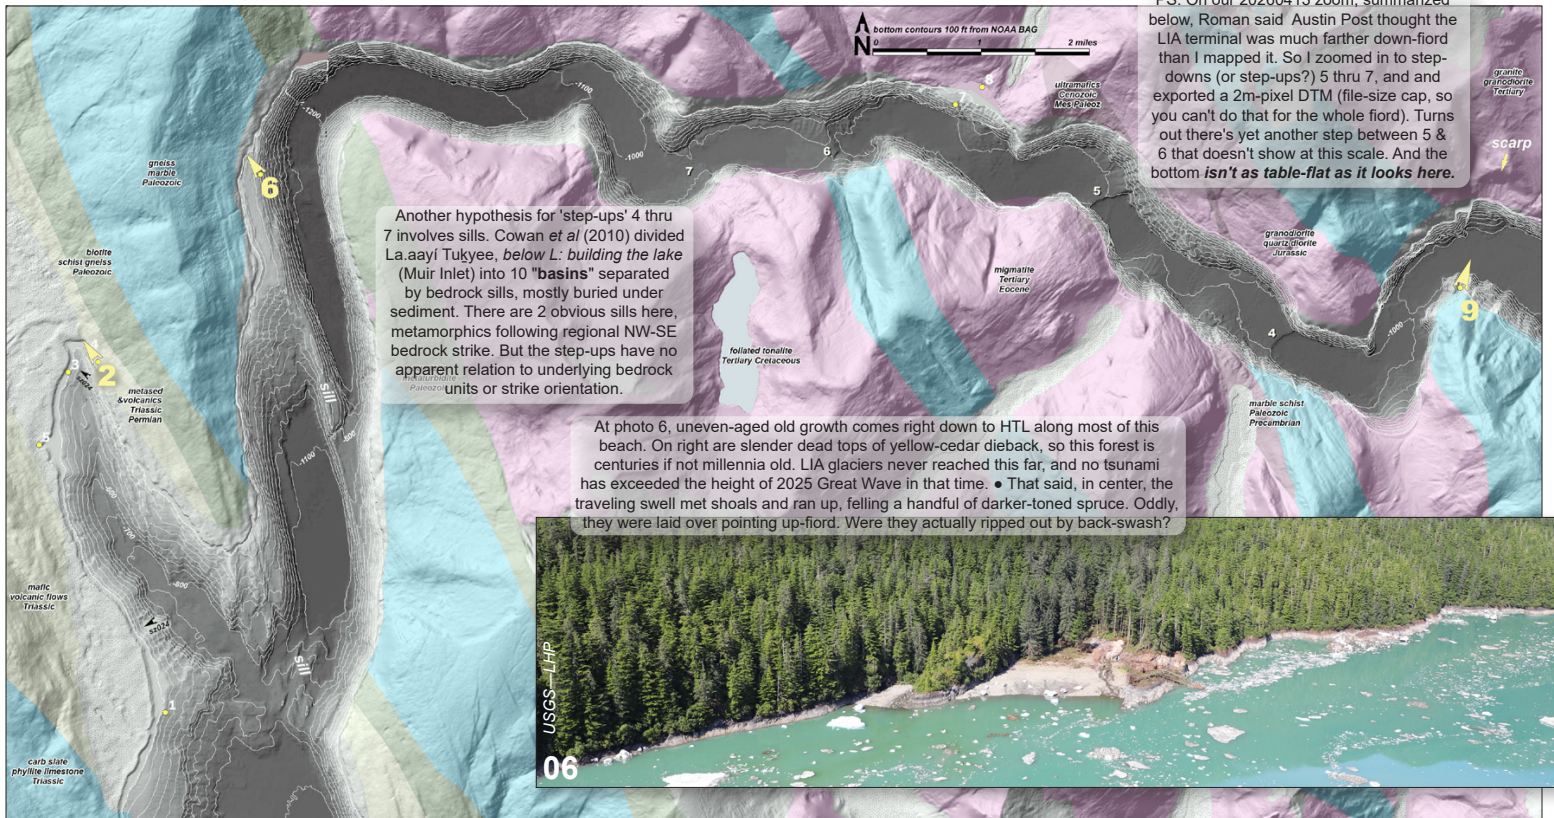 PS. On our 20260413 zoom, summarized
below, Roman said Austin Post thought the
LIA terminal was much farther down-fiord
than I mapped it. So I zoomed in to step-
downs (or step-ups?) 5 thru 7, and and
exported a 2m-pixel DTM (file-size cap, so
you can't do that for the whole fiord). Turns
out there's yet another step between 5 &
6 that doesn't show at this scale. And the
bottom isn't as table-flat as it looks here.
bottom contours 100 ft from NOAA BAG
N
0 1 2 miles
granite
granodiorite
Tertiary
scarp
ultramafics
Cenozoic
Mes Paleoz
8
7
-1100
-1200
-1000
6
7
5
4
-1000
9
gneiss
marble
Paleozoic
6
Another hypothesis for 'step-ups' 4 thru
7 involves sills. Cowan et al (2010) divided
La.aayí Tukyee, below L: building the lake
(Muir Inlet) into 10 "basins" separated
by bedrock sills, mostly buried under
sediment. There are 2 obvious sills here,
metamorphics following regional NW-SE
bedrock strike. But the step-ups have no
apparent relation to underlying bedrock
units or strike orientation.
granodiorite
quartz diorite
Jurassic
biotite
schist gneiss
Paleozoic
migmatite
Tertiary
Eocene
foliated tonalite
Tertiary Cretaceous
2
3
sz024
metased
&volcanics
Triassic
Permian
metaturbidite
Paleozoic
sill
marble schist
Paleozoic
Precambrian
5
-800
-1100
-600
-700
-800
At photo 6, uneven-aged old growth comes right down to HTL along most of this
beach. On right are slender dead tops of yellow-cedar dieback, so this forest is
centuries if not millennia old. LIA glaciers never reached this far, and no tsunami
has exceeded the height of 2025 Great Wave in that time. ● That said, in center, the
traveling swell met shoals and ran up, felling a handful of darker-toned spruce. Oddly,
they were laid over pointing up-fiord. Were they actually ripped out by back-swash?
mafic
volcanic flows
Triassic
sz024
sill
1
carb slate
phyllite limestone
Triassic
USGS—LHP
06